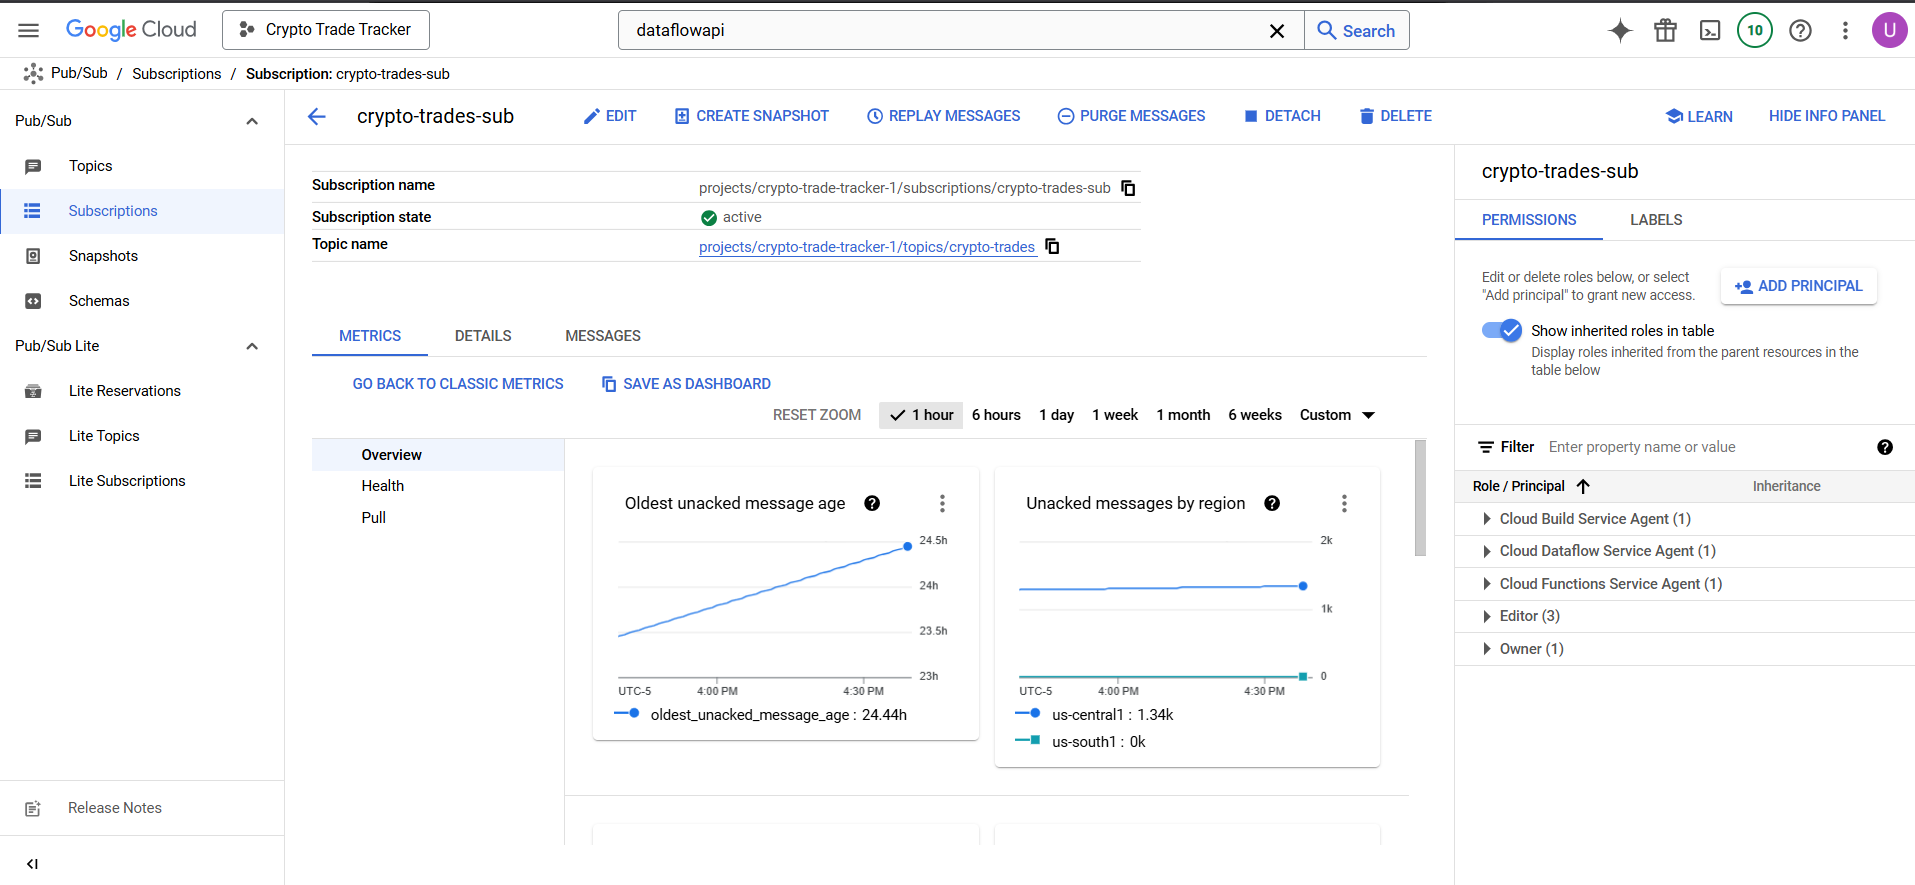 Google Cloud
Crypto Trade Tracker
dataflowapi
Search
10
U
Pub/Sub / Subscriptions / Subscription: crypto-trades-sub
Pub/Sub
Topics
Subscriptions
Snapshots
Schemas
Pub/Sub Lite
Lite Reservations
Lite Topics
Lite Subscriptions
Release Notes
crypto-trades-sub
EDIT
CREATE SNAPSHOT
REPLAY MESSAGES
PURGE MESSAGES
DETACH
DELETE
LEARN
HIDE INFO PANEL
Subscription name projects/crypto-trade-tracker-1/subscriptions/crypto-trades-sub
Subscription state active
Topic name projects/crypto-trade-tracker-1/topics/crypto-trades
METRICS DETAILS MESSAGES
GO BACK TO CLASSIC METRICS SAVE AS DASHBOARD
RESET ZOOM 1 hour 6 hours 1 day 1 week 1 month 6 weeks Custom
Overview
Health
Pull
Oldest unacked message age
24.5h
24h
23.5h
23h
UTC-5 4:00 PM 4:30 PM
oldest_unacked_message_age : 24.44h
Unacked messages by region
2k
1k
0
UTC-5 4:00 PM 4:30 PM
us-central1 : 1.34k
us-south1 : 0k
crypto-trades-sub
PERMISSIONS LABELS
Edit or delete roles below, or select
"Add principal" to grant new access.
ADD PRINCIPAL
Show inherited roles in table
Display roles inherited from the parent resources in the
table below
Filter Enter property name or value
Role / Principal Inheritance
Cloud Build Service Agent (1)
Cloud Dataflow Service Agent (1)
Cloud Functions Service Agent (1)
Editor (3)
Owner (1)